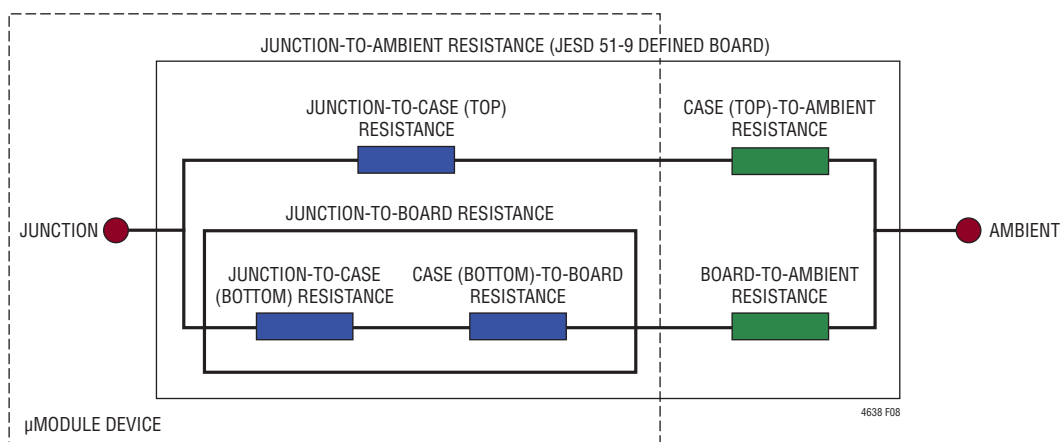 JUNCTION-TO-AMBIENT RESISTANCE (JESD 51-9 DEFINED BOARD)
JUNCTION-TO-CASE (TOP)
RESISTANCE
CASE (TOP)-TO-AMBIENT
RESISTANCE
JUNCTION
JUNCTION-TO-BOARD RESISTANCE
AMBIENT
JUNCTION-TO-CASE
(BOTTOM) RESISTANCE
CASE (BOTTOM)-TO-BOARD
RESISTANCE
BOARD-TO-AMBIENT
RESISTANCE
4638 F08
µMODULE DEVICE